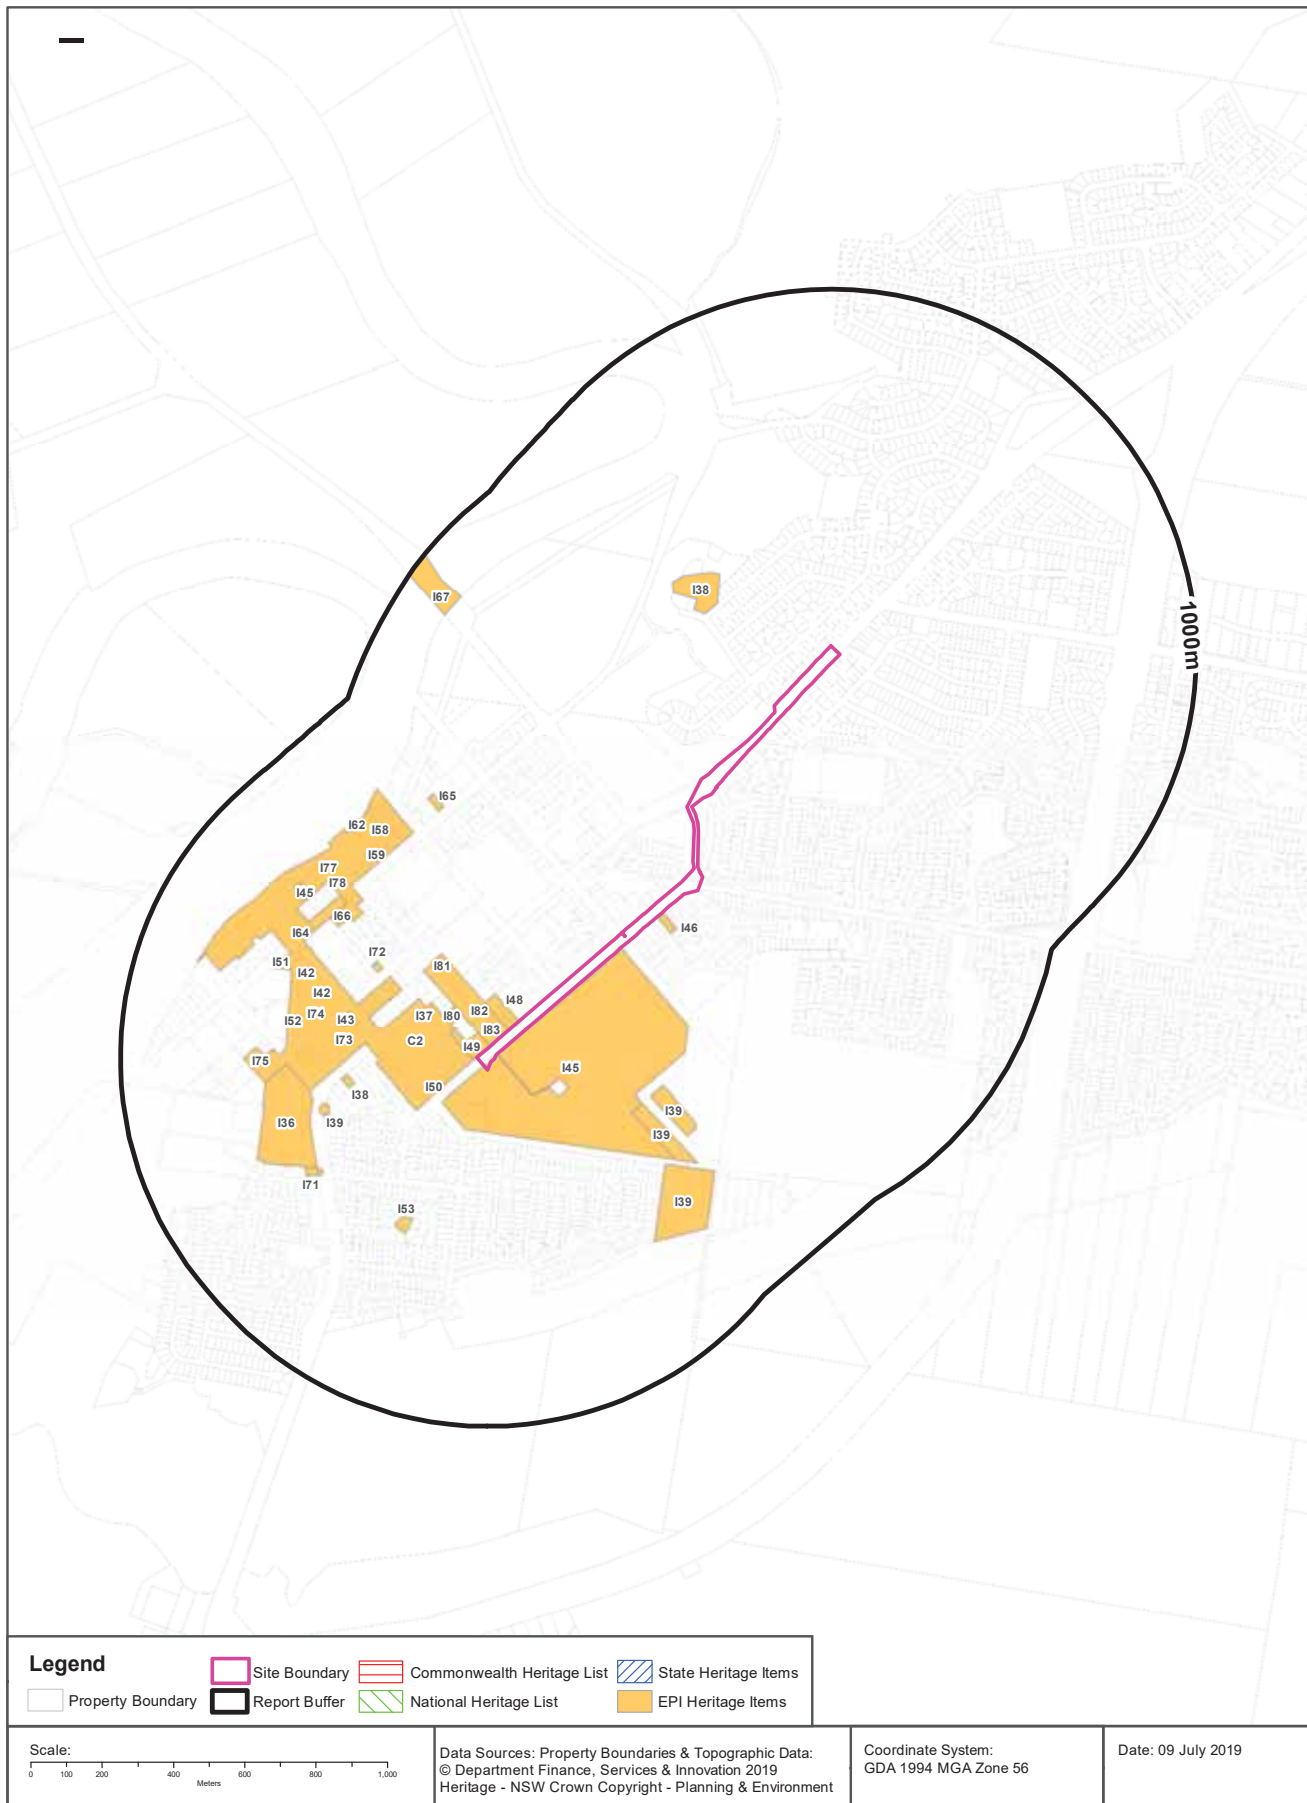 1000m
I67
I38
I65
I62
I58
I59
I77
I78
I45
I66
I46
I64
I72
I51
I81
I42
I42
I48
I74
I37
I80
I82
I52
I43
I83
I73
C2
I49
I75
I45
I50
I38
I39
I36
I39
I39
I71
I39
I53
Legend
Property Boundary
Site Boundary
Report Buffer
Commonwealth Heritage List
National Heritage List
State Heritage Items
EPI Heritage Items
Scale:
0 100 200 400 600 800 1,000
Meters
Data Sources: Property Boundaries & Topographic Data:
© Department Finance, Services & Innovation 2019
Heritage - NSW Crown Copyright - Planning & Environment
Coordinate System:
GDA 1994 MGA Zone 56
Date: 09 July 2019